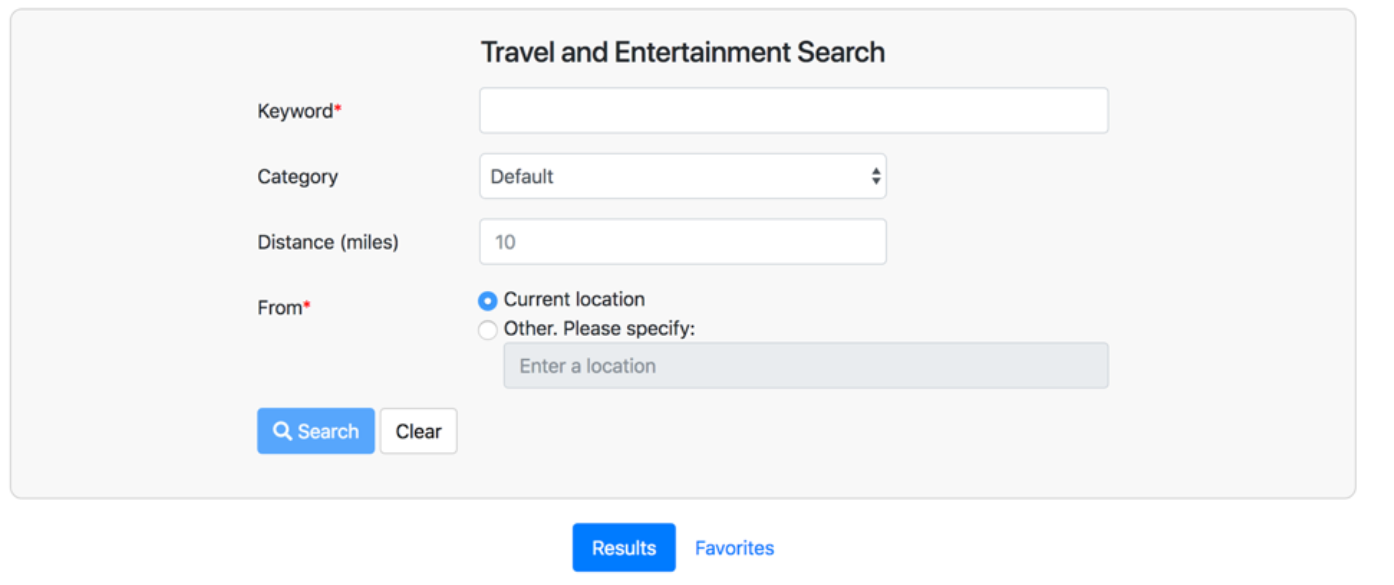 Travel and Entertainment Search
Keyword*
Category Default
Distance (miles) 10
From* Current location
Other. Please specify:
Enter a location
Search Clear
Results Favorites